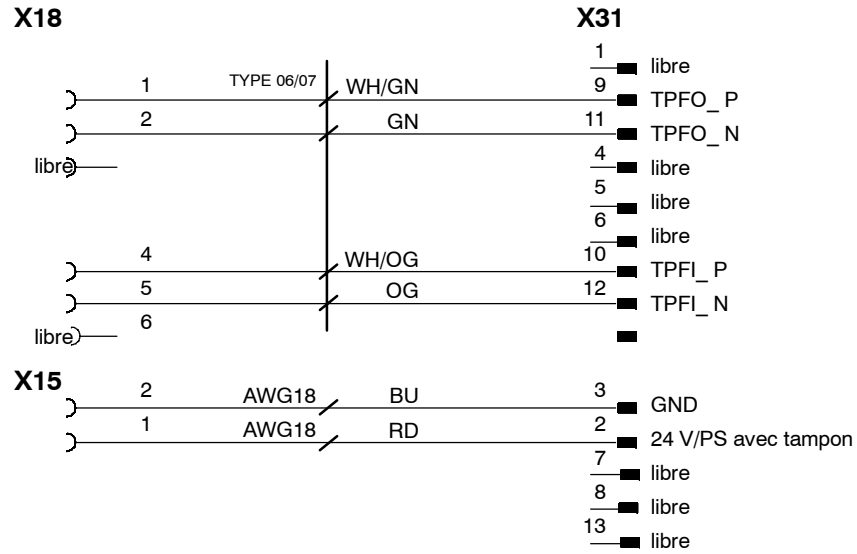 X18 X31
1 libre
1 TYPE 06/07 WH/GN 9 TPFO_ P
2 GN 11 TPFO_ N
libre 4 libre
5 libre
6 libre
4 WH/OG 10 TPFI_ P
5 OG 12 TPFI_ N
libre 6
X15
2 AWG18 BU 3 GND
1 AWG18 RD 2 24 V/PS avec tampon
7 libre
8 libre
13 libre